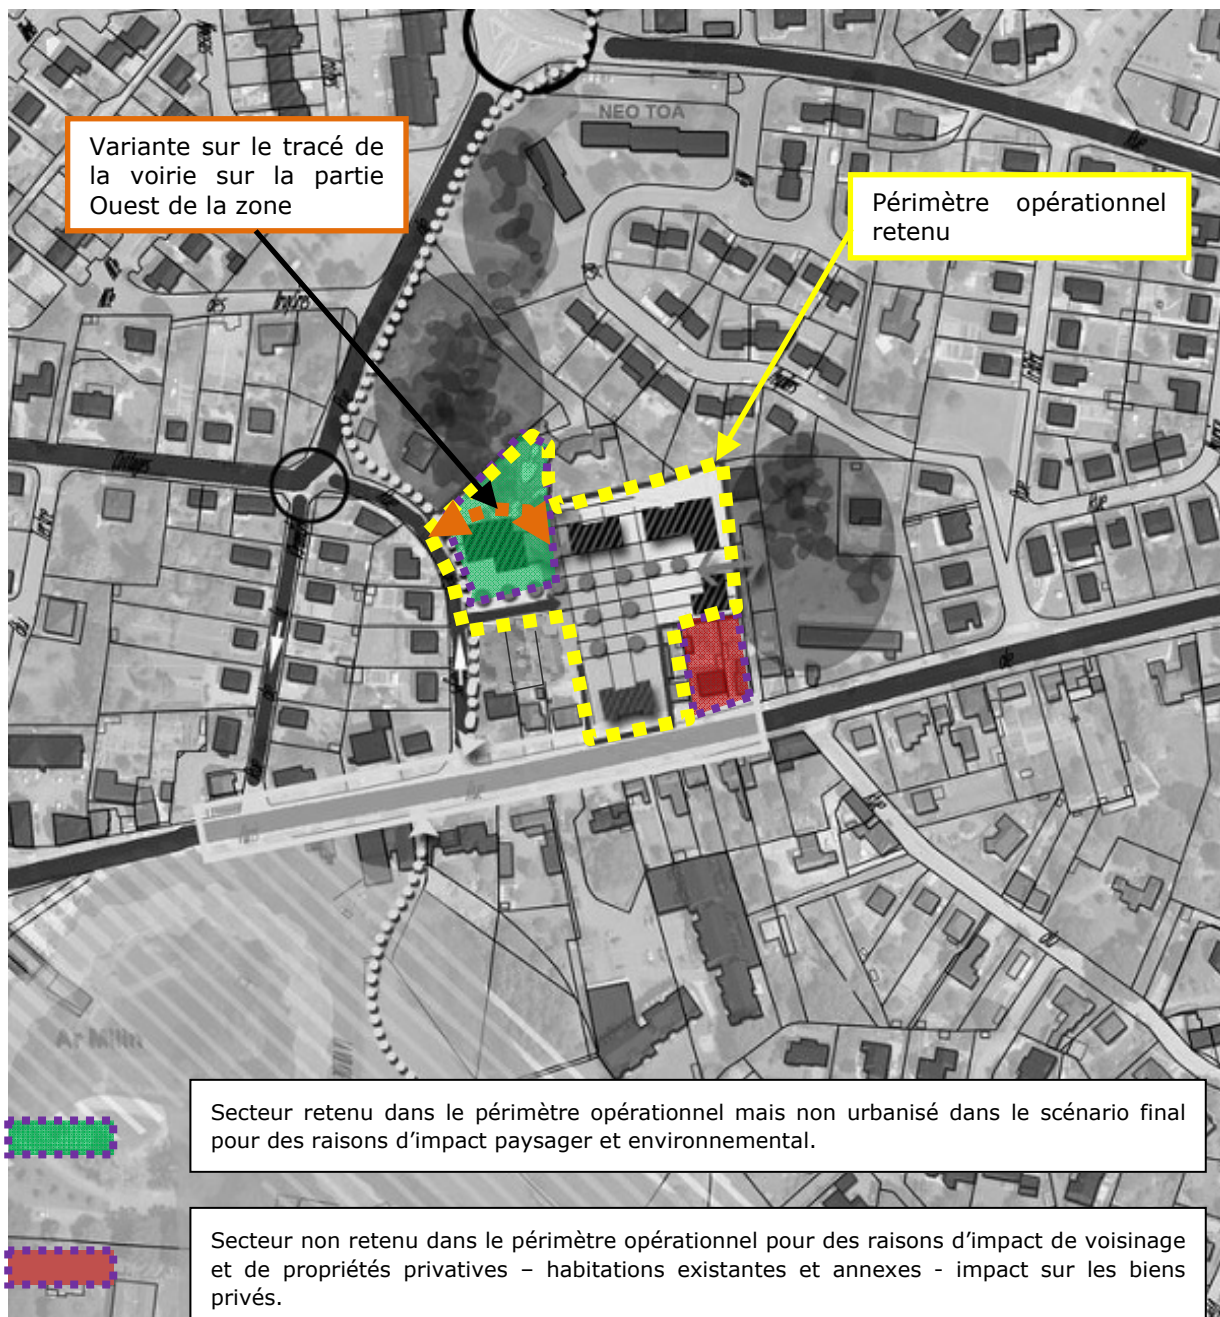 NEO TOA
Variante sur le tracé de
la voirie sur la partie
Ouest de la zone
Périmètre opérationnel
retenu
Ar Milin
Secteur retenu dans le périmètre opérationnel mais non urbanisé dans le scénario final
pour des raisons d’impact paysager et environnemental.
Secteur non retenu dans le périmètre opérationnel pour des raisons d’impact de voisinage
et de propriétés privatives – habitations existantes et annexes - impact sur les biens
privés.